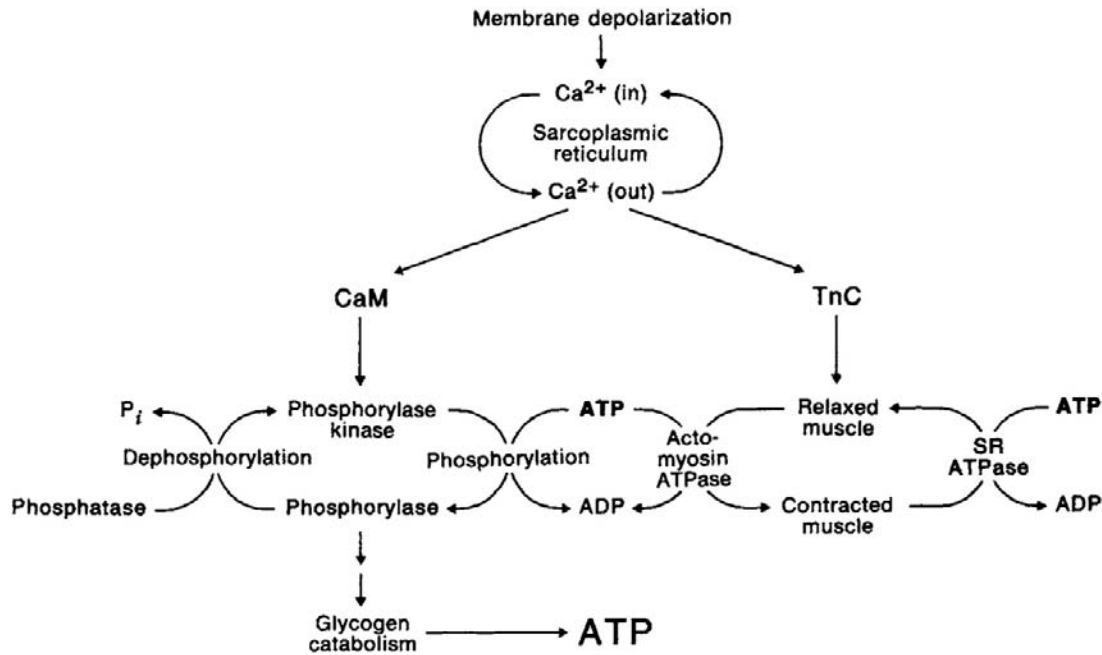 Membrane depolarization
Ca²⁺ (in)
Sarcoplasmic
reticulum
Ca²⁺ (out)
CaM
TnC
Pᵢ
Phosphorylase
kinase
ATP
Relaxed
muscle
ATP
Dephosphorylation
Phosphorylation
Acto-
myosin
ATPase
SR
ATPase
Phosphatase
Phosphorylase
ADP
Contracted
muscle
ADP
Glycogen
catabolism
ATP